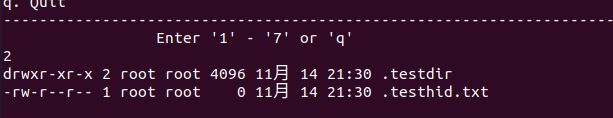 q. Quit
--------------------------------------------------------------------
Enter '1' - '7' or 'q'
2
drwxr-xr-x 2 root root 4096 11月 14 21:30 .testdir
-rw-r--r-- 1 root root    0 11月 14 21:30 .testhid.txt